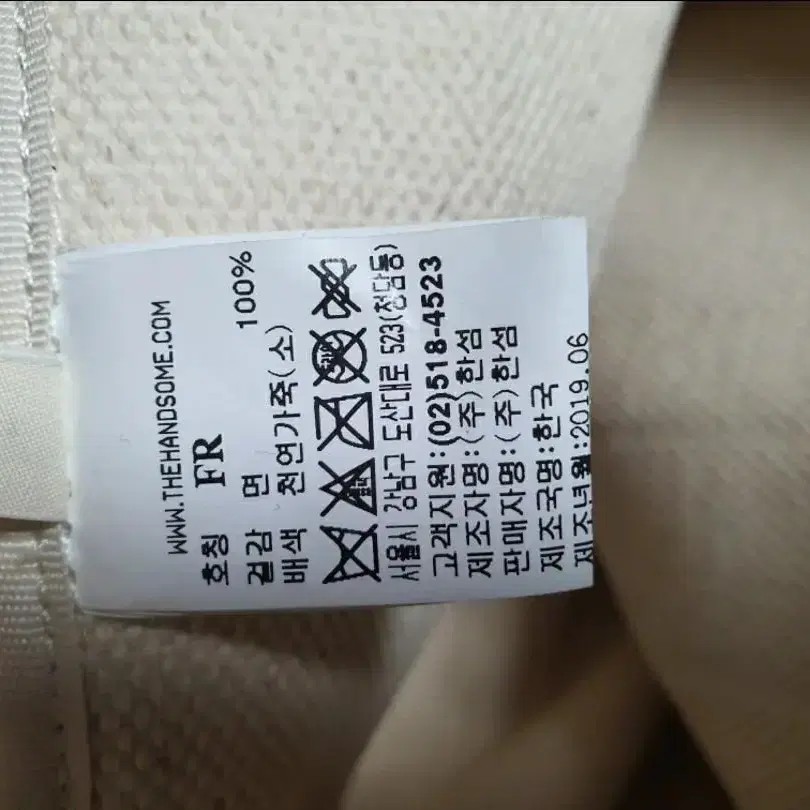 WWW.THEHANDSOME.COM
호칭 FR
겉감 면 100%
배색 천연가죽(소)
서울시 강남구 도산대로 523(청담동)
고객지원:(02)518-4523
제조자명:(주)한섬
판매자명:(주)한섬
제조국명:한국
제조년월:2019.06